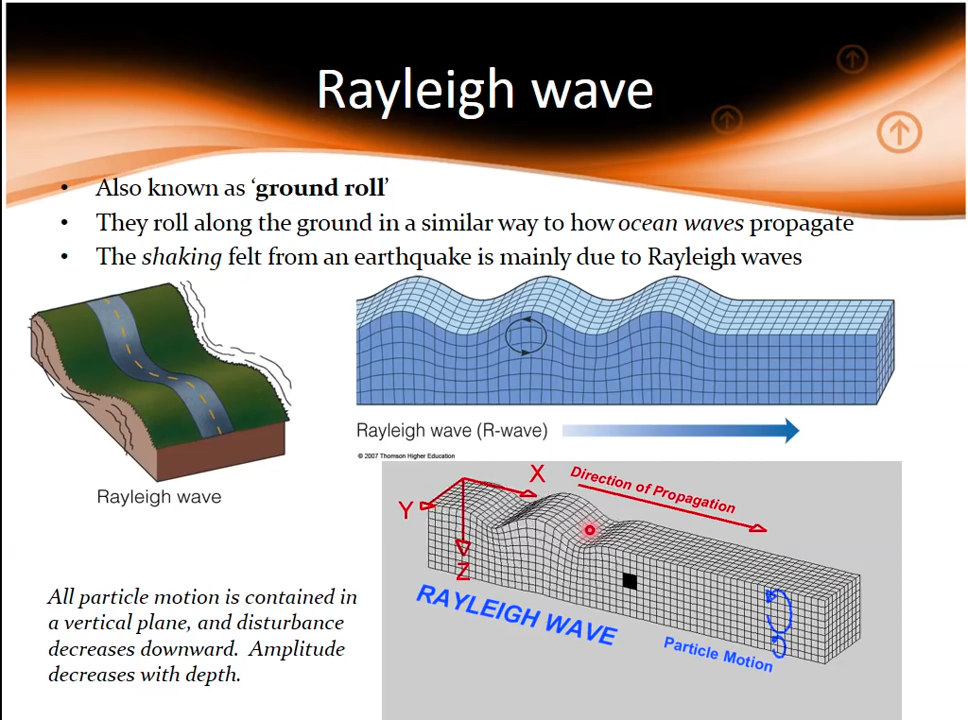 Rayleigh wave
• Also known as ‘ground roll’
• They roll along the ground in a similar way to how ocean waves propagate
• The shaking felt from an earthquake is mainly due to Rayleigh waves
Rayleigh wave (R-wave)
© 2007 Thomson Higher Education
Rayleigh wave
X
Direction of Propagation
Y
Z
RAYLEIGH WAVE
Particle Motion
All particle motion is contained in
a vertical plane, and disturbance
decreases downward. Amplitude
decreases with depth.